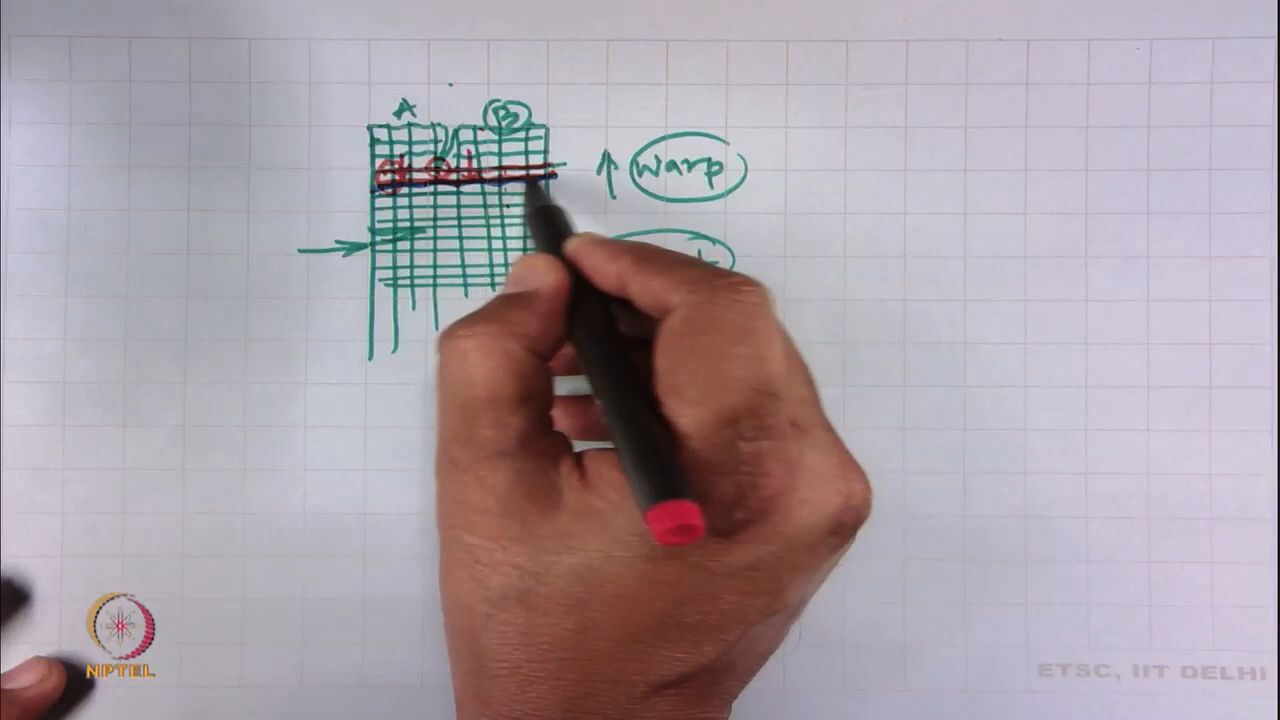 A B
↑ warp
NPTEL
ETSC, IIT DELHI